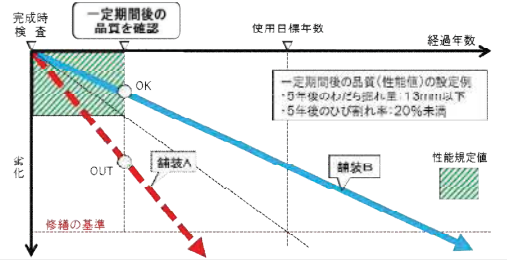 完成時
検 査
一定期間後の
品質を確認
使用目標年数
経過年数
OK
一定期間後の品質(性能値)の設定例
・5年後のわだち掘れ量:13mm以下
・5年後のひび割れ率:20%未満
劣化
OUT
舗装A
舗装B
性能規定値
修繕の基準